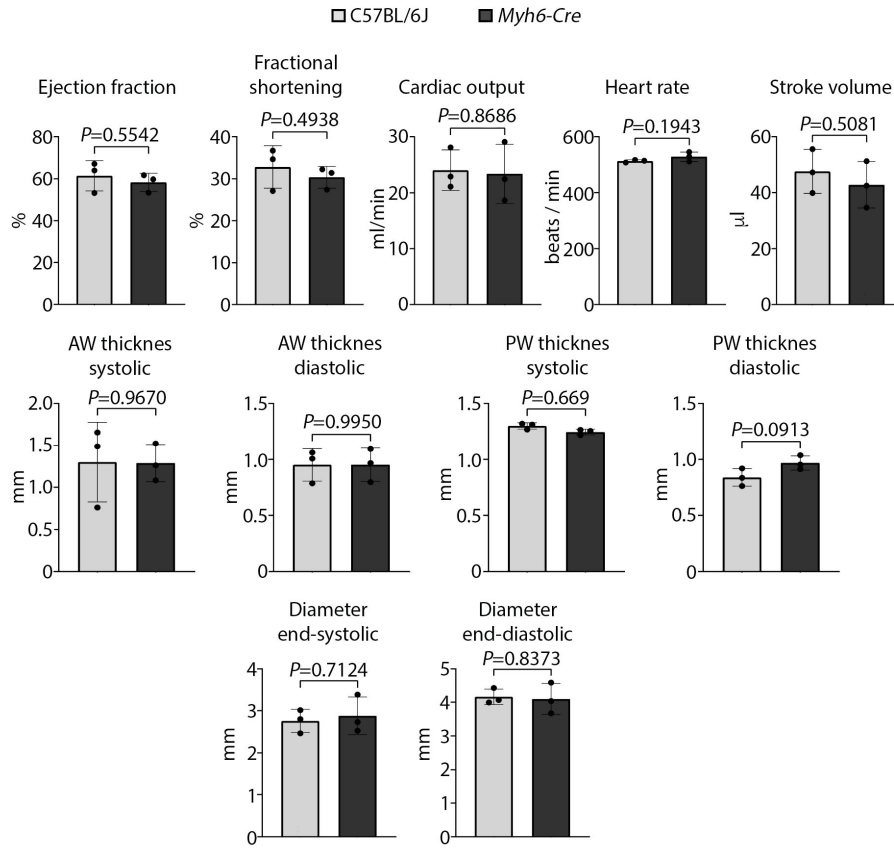 C57BL/6J Myh6-Cre
Ejection fraction
80
60
40
20
0
%
P=0.5542
Fractional
shortening
40
30
20
10
0
%
P=0.4938
Cardiac output
30
20
10
0
ml/min
P=0.8686
Heart rate
600
400
200
0
beats / min
P=0.1943
Stroke volume
60
40
20
0
µl
P=0.5081
AW thicknes
systolic
2.0
1.5
1.0
0.5
0
mm
P=0.9670
AW thicknes
diastolic
1.5
1.0
0.5
0
mm
P=0.9950
PW thicknes
systolic
1.5
1.0
0.5
0
mm
P=0.669
PW thicknes
diastolic
1.5
1.0
0.5
0
mm
P=0.0913
Diameter
end-systolic
4
3
2
1
0
mm
P=0.7124
Diameter
end-diastolic
5
4
3
2
1
0
mm
P=0.8373